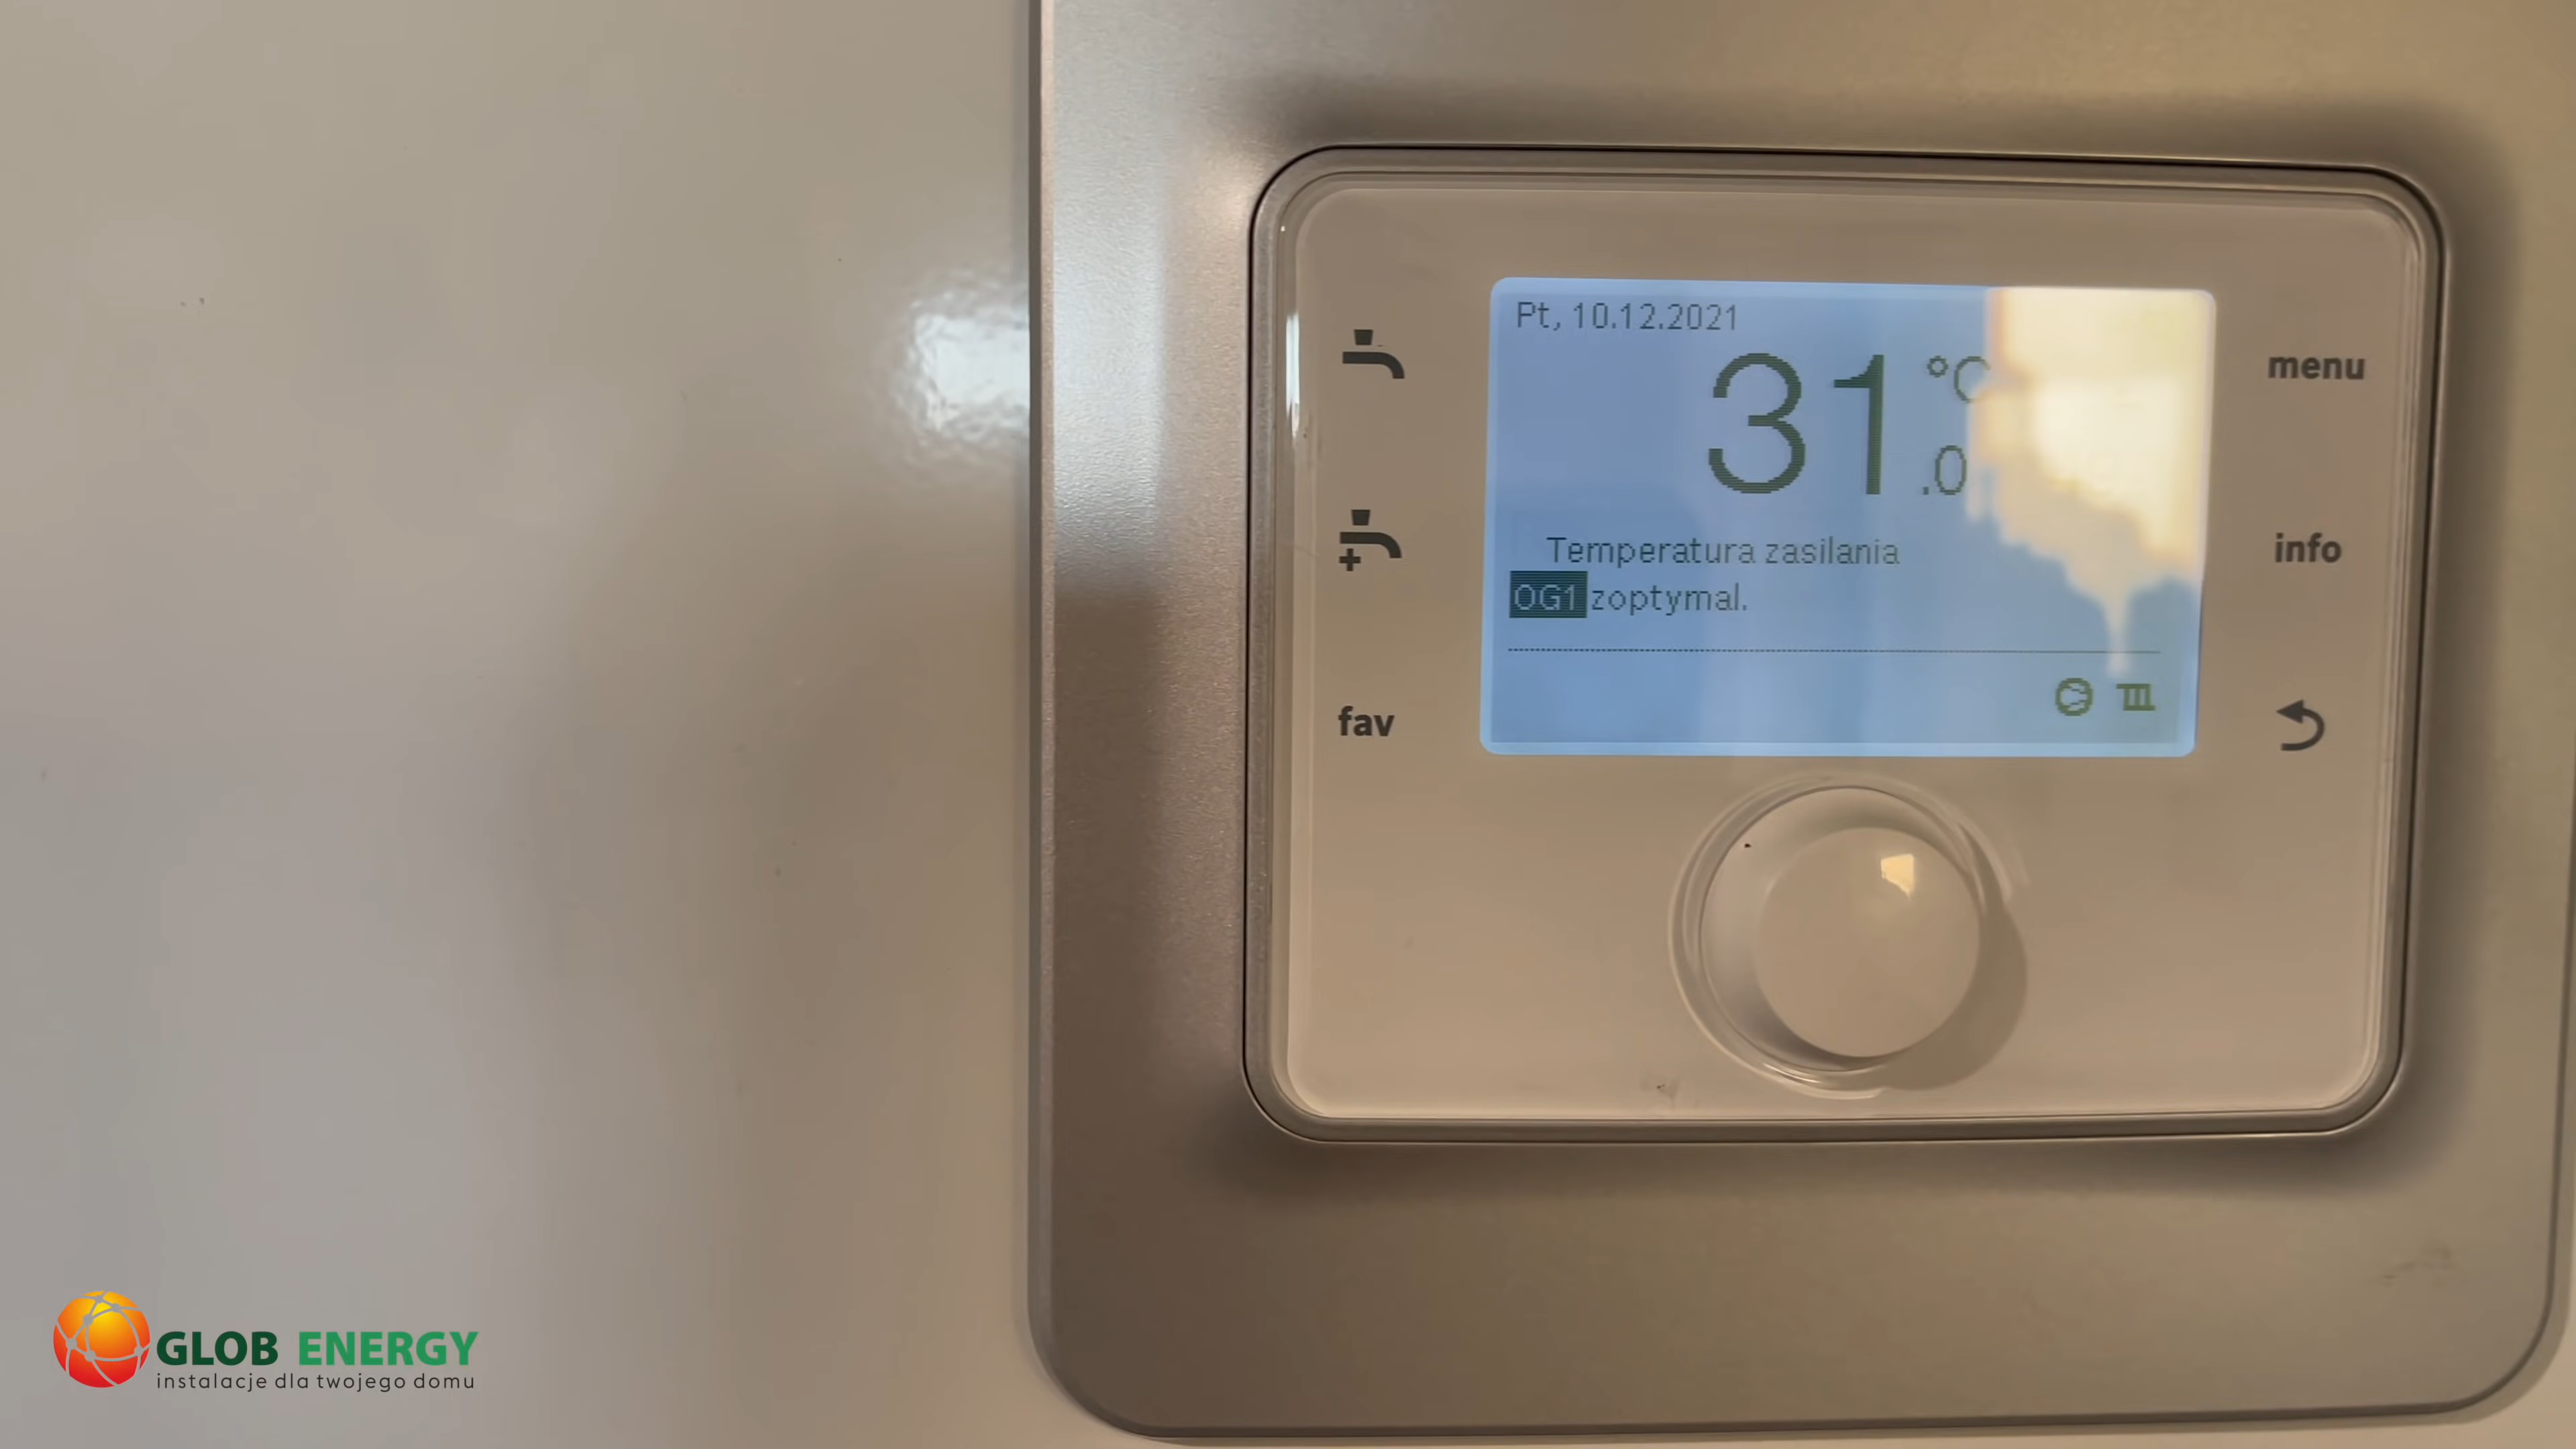 Pt, 10.12.2021
31.0 °C
Temperatura zasilania
OG1 zoptymal.
menu
info
fav
GLOB ENERGY
instalacje dla twojego domu